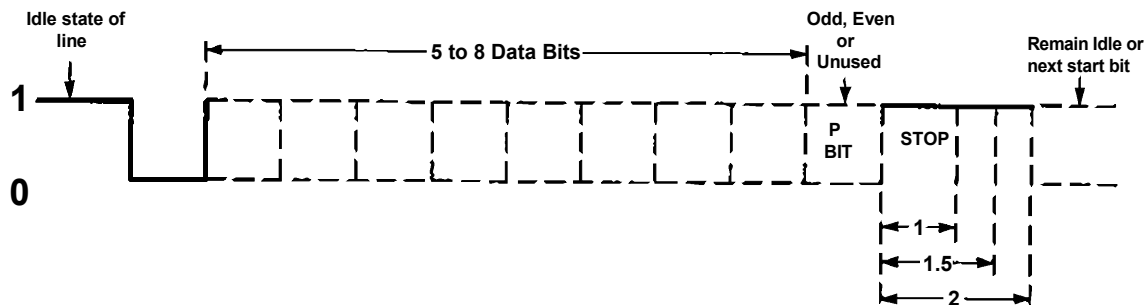 Idle state of
line
5 to 8 Data Bits
Odd, Even
or
Unused
Remain Idle or
next start bit
1
0
P
BIT
STOP
1
1.5
2